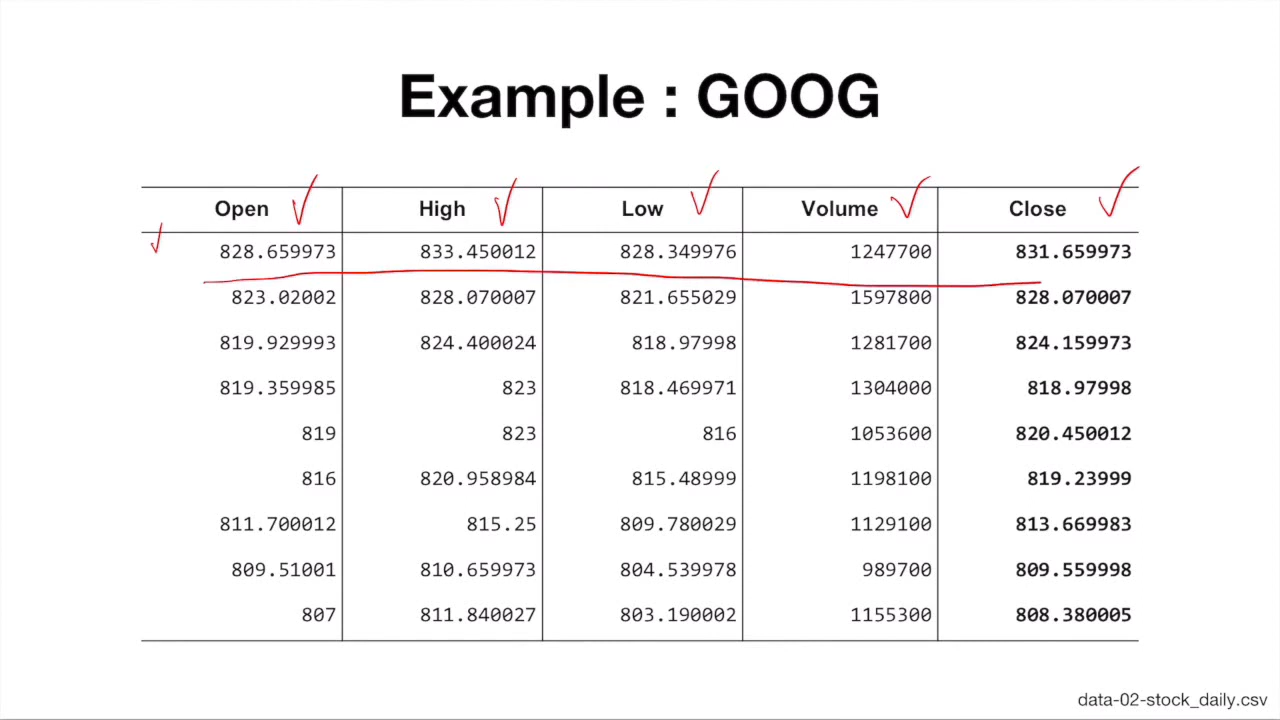 Example : GOOG
Open High Low Volume Close
828.659973 833.450012 828.349976 1247700 831.659973
823.02002 828.070007 821.655029 1597800 828.070007
819.929993 824.400024 818.97998 1281700 824.159973
819.359985 823 818.469971 1304000 818.97998
819 823 816 1053600 820.450012
816 820.958984 815.48999 1198100 819.23999
811.700012 815.25 809.780029 1129100 813.669983
809.51001 810.659973 804.539978 989700 809.559998
807 811.840027 803.190002 1155300 808.380005
data-02-stock_daily.csv